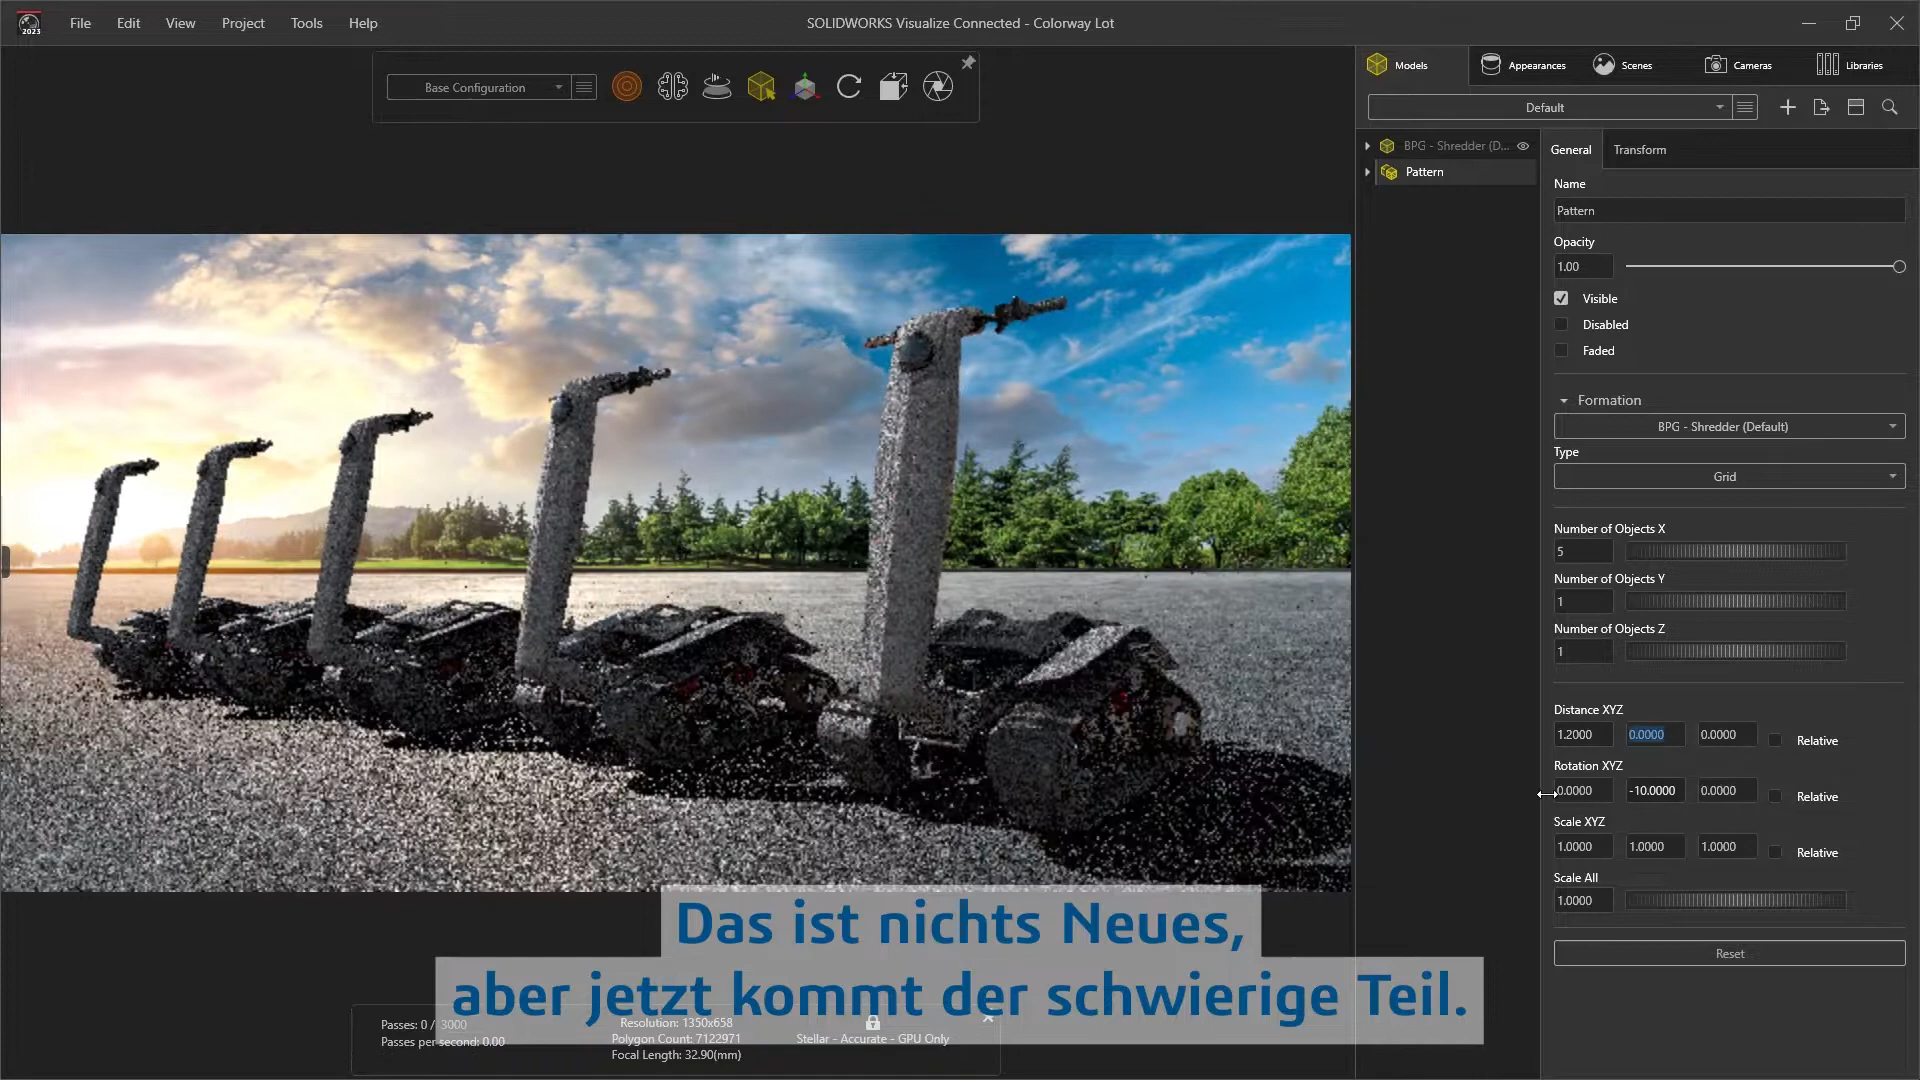 2023
File Edit View Project Tools Help
SOLIDWORKS Visualize Connected - Colorway Lot
Base Configuration
Models Appearances Scenes Cameras Libraries
Default
BPG - Shredder (D...
Pattern
General Transform
Name
Pattern
Opacity
1.00
Visible
Disabled
Faded
Formation
BPG - Shredder (Default)
Type
Grid
Number of Objects X
5
Number of Objects Y
1
Number of Objects Z
1
Distance XYZ
1.2000 0.0000 0.0000 Relative
Rotation XYZ
0.0000 -10.0000 0.0000 Relative
Scale XYZ
1.0000 1.0000 1.0000 Relative
Scale All
1.0000
Reset
Das ist nichts Neues,
aber jetzt kommt der schwierige Teil.
Passes: 0 / 3000
Passes per second: 0.00
Resolution: 1350x658
Polygon Count: 7122971
Focal Length: 32.90(mm)
Stellar - Accurate - GPU Only